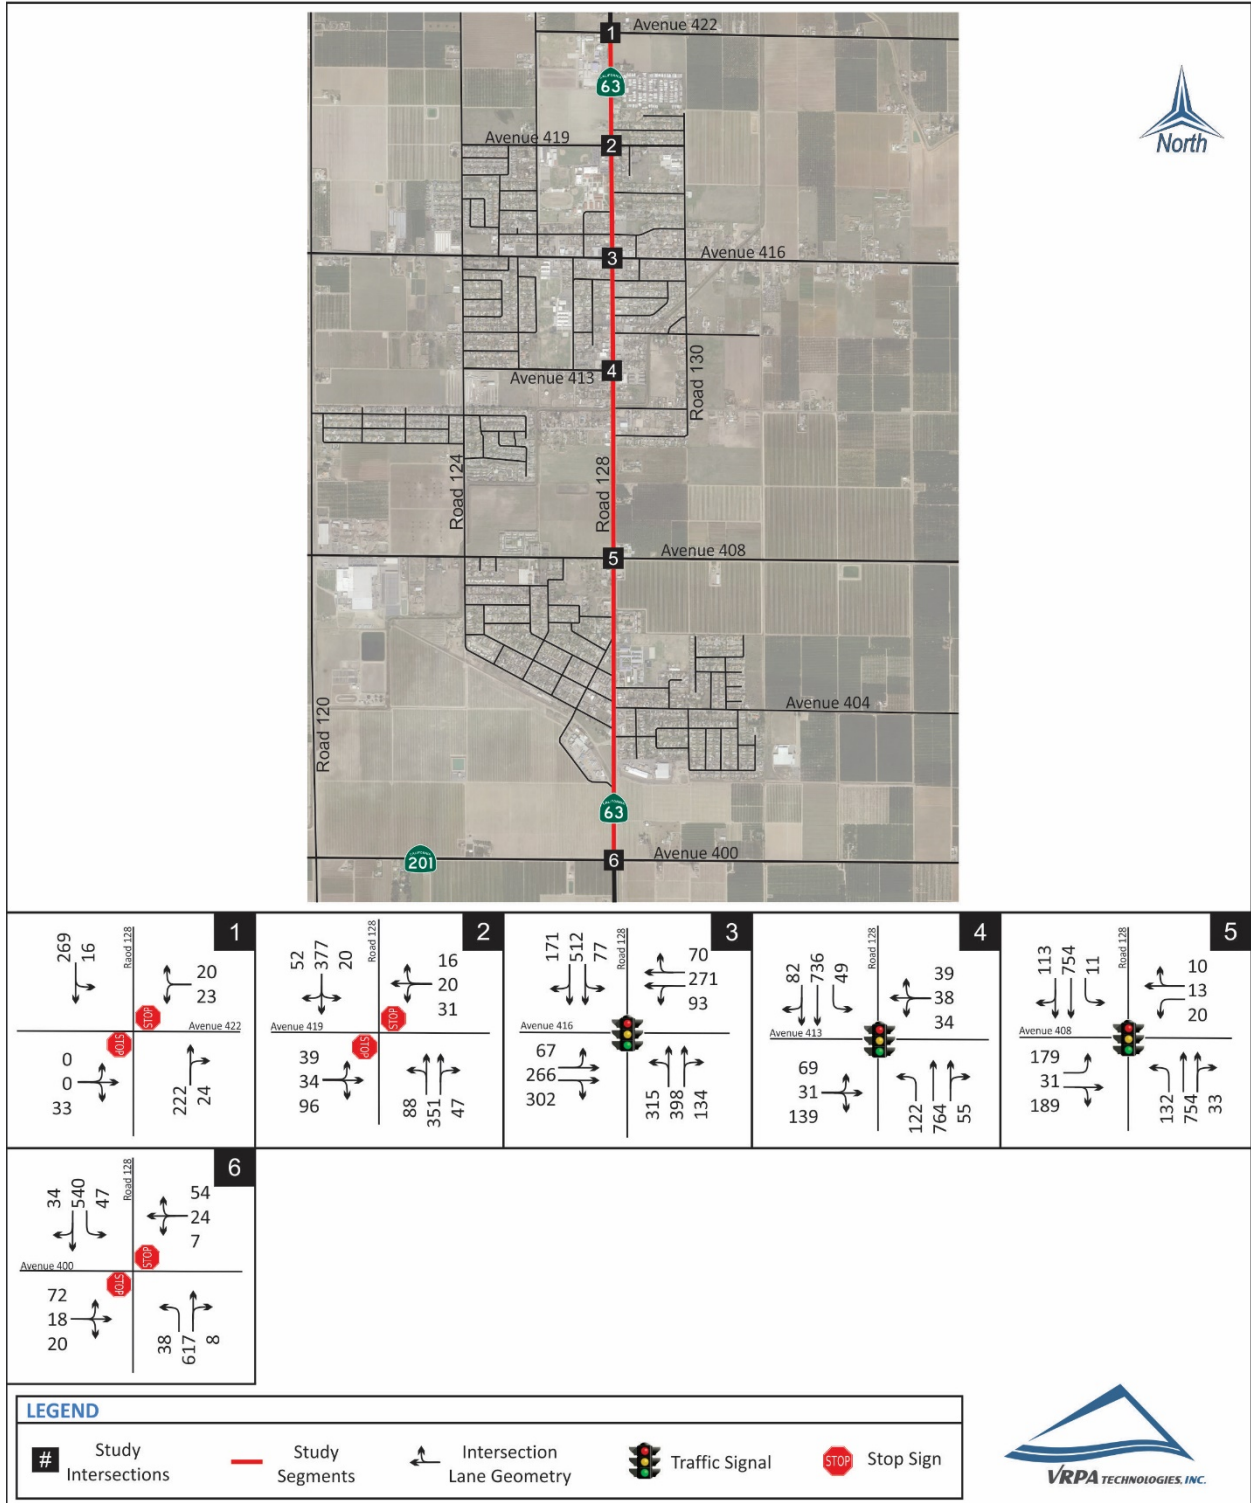 1
Avenue 422
CALIFORNIA
63
North
Avenue 419
2
3
Avenue 416
Avenue 413
4
Road 130
Road 124
Road 128
5
Avenue 408
Road 120
Avenue 404
CALIFORNIA
63
CALIFORNIA
201
6
Avenue 400
1
Raod 128
269
16
20
23
STOP
Avenue 422
STOP
0
0
33
222
24
2
Road 128
52
377
20
16
20
31
STOP
Avenue 419
STOP
39
34
96
88
351
47
3
Road 128
171
512
77
70
271
93
Avenue 416
67
266
302
315
398
134
4
Road 128
82
736
49
39
38
34
Avenue 413
69
31
139
122
764
55
5
Road 128
113
754
11
10
13
20
Avenue 408
179
31
189
132
754
33
6
Road 128
34
540
47
54
24
7
STOP
Avenue 400
STOP
72
18
20
38
617
8
LEGEND
# Study
Intersections
Study
Segments
Intersection
Lane Geometry
Traffic Signal
STOP Stop Sign
VRPA TECHNOLOGIES, INC.